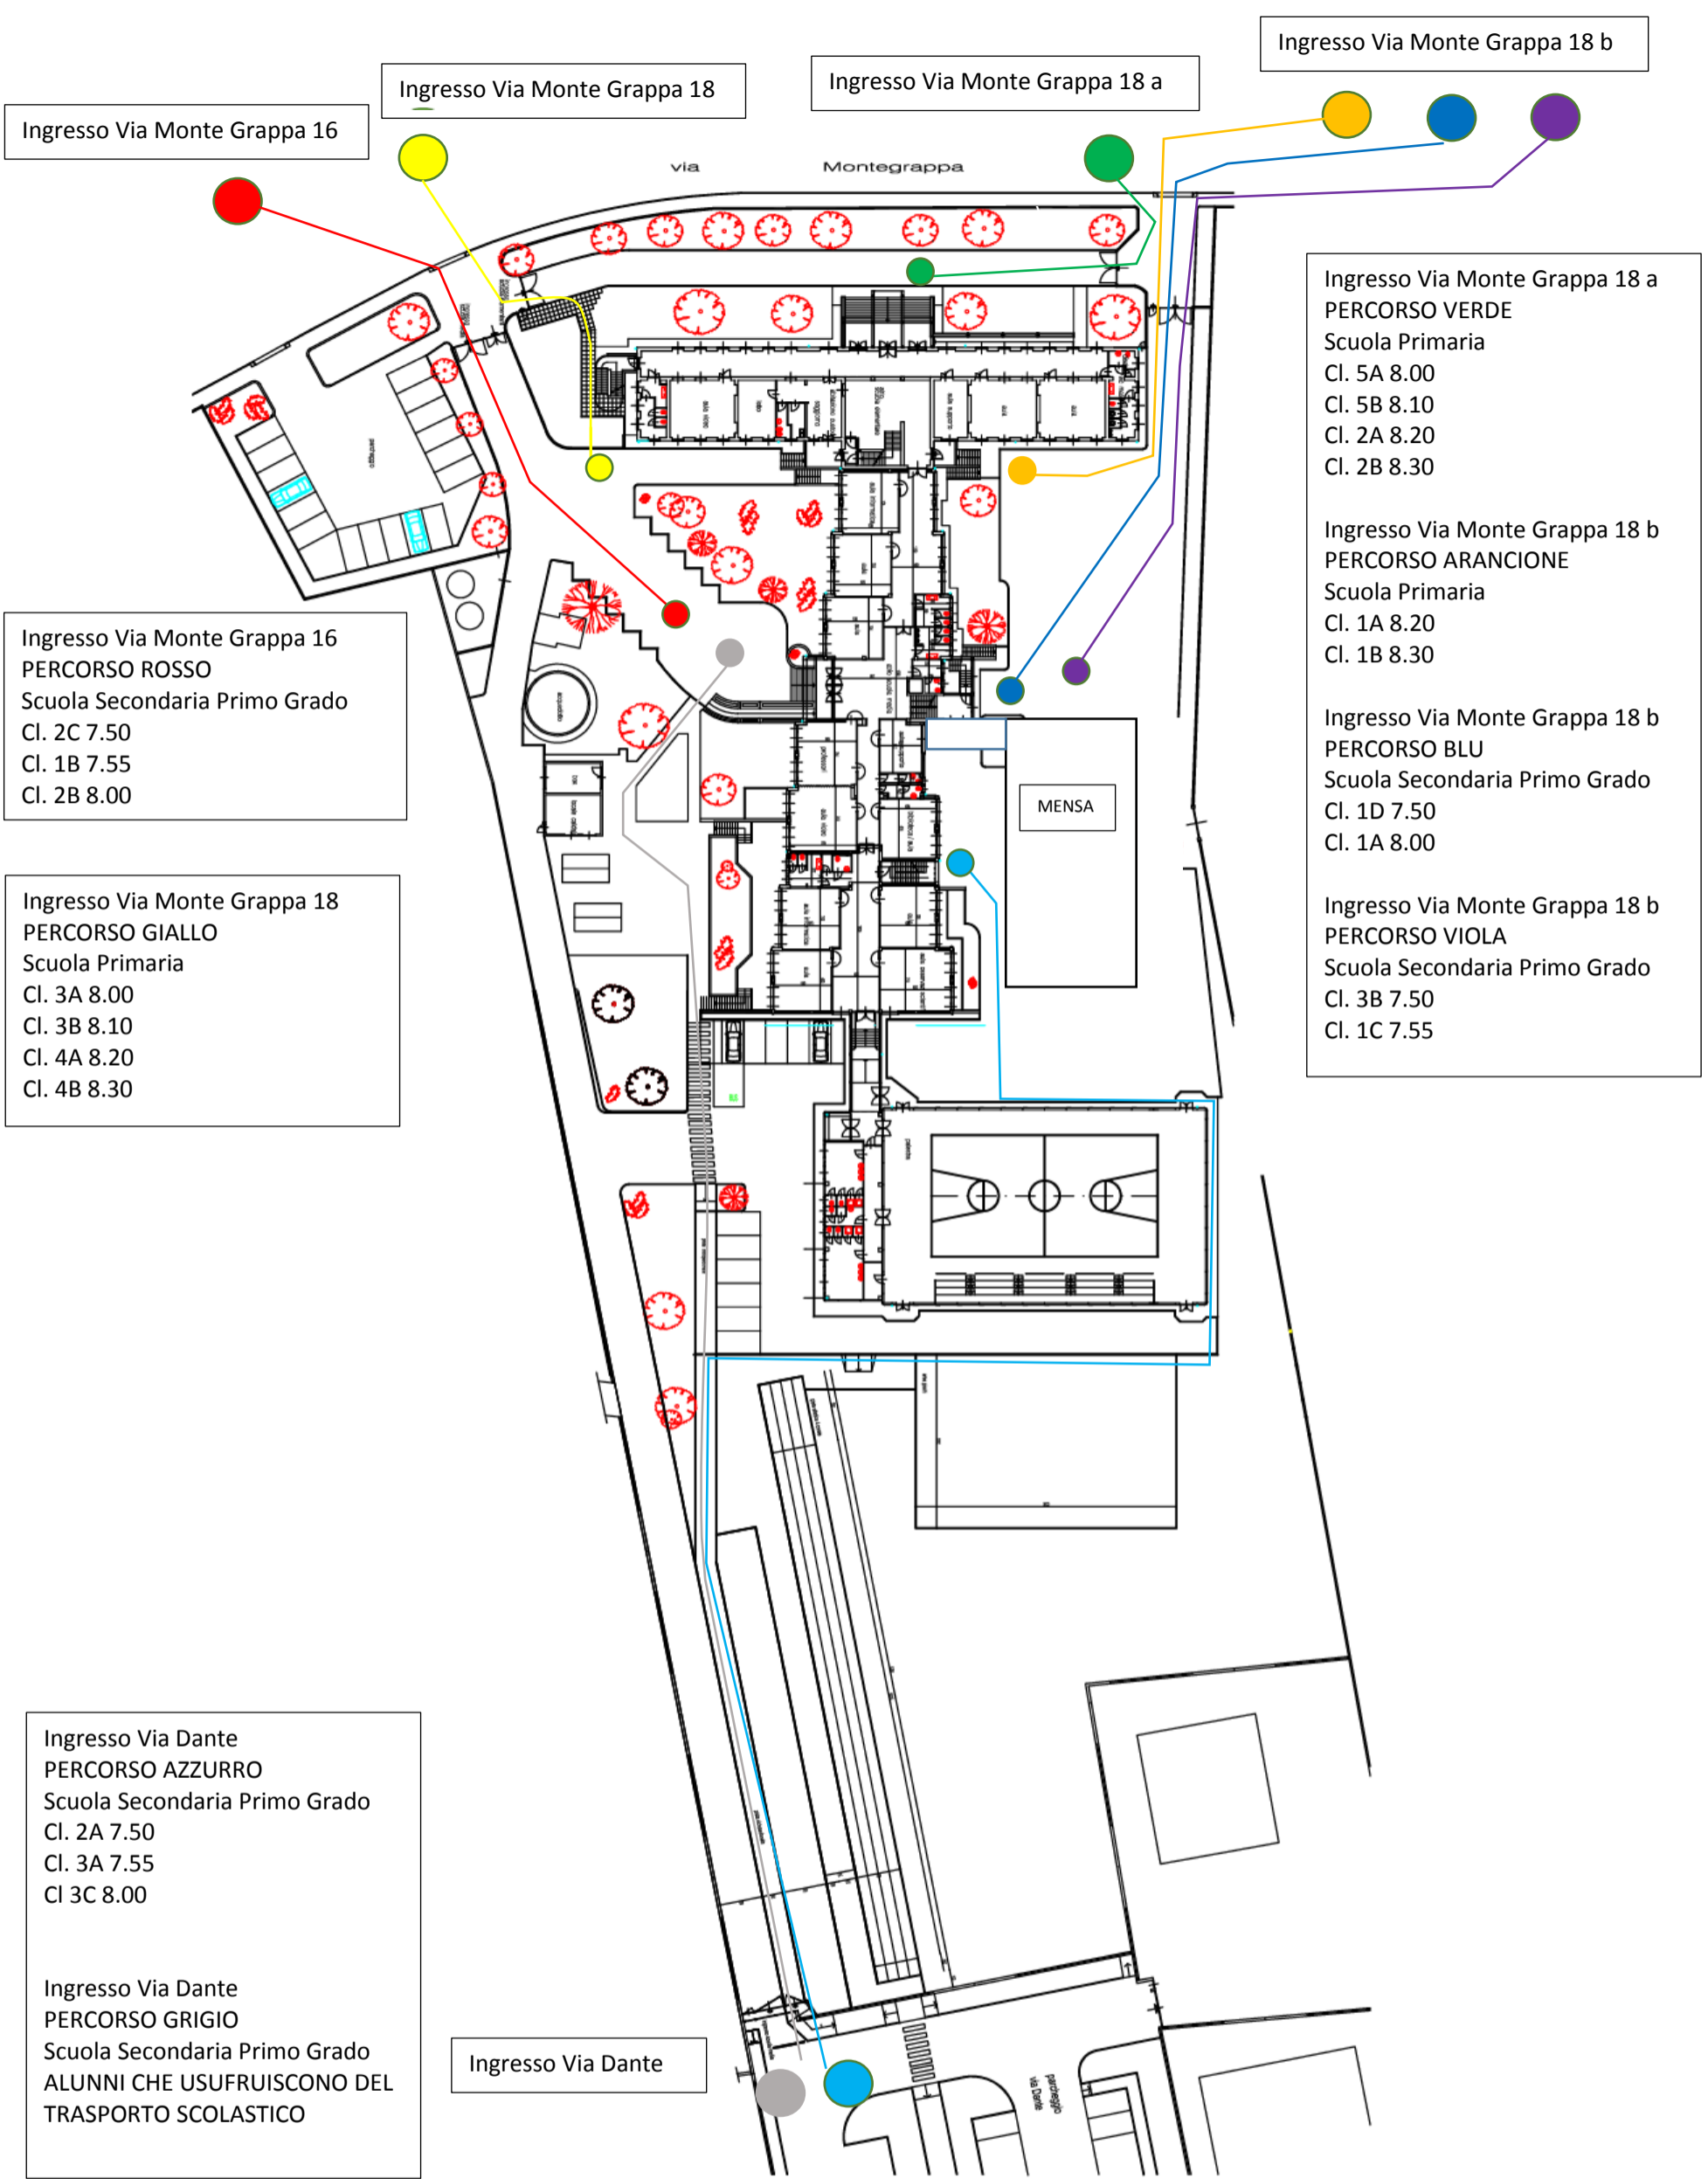 Ingresso Via Monte Grappa 18 b
Ingresso Via Monte Grappa 18 a
Ingresso Via Monte Grappa 18
Ingresso Via Monte Grappa 16
via Montegrappa
Ingresso Via Monte Grappa 18 a
PERCORSO VERDE
Scuola Primaria
Cl. 5A 8.00
Cl. 5B 8.10
Cl. 2A 8.20
Cl. 2B 8.30
Ingresso Via Monte Grappa 18 b
PERCORSO ARANCIONE
Scuola Primaria
Cl. 1A 8.20
Cl. 1B 8.30
Ingresso Via Monte Grappa 18 b
PERCORSO BLU
Scuola Secondaria Primo Grado
Cl. 1D 7.50
Cl. 1A 8.00
Ingresso Via Monte Grappa 18 b
PERCORSO VIOLA
Scuola Secondaria Primo Grado
Cl. 3B 7.50
Cl. 1C 7.55
Ingresso Via Monte Grappa 16
PERCORSO ROSSO
Scuola Secondaria Primo Grado
Cl. 2C 7.50
Cl. 1B 7.55
Cl. 2B 8.00
Ingresso Via Monte Grappa 18
PERCORSO GIALLO
Scuola Primaria
Cl. 3A 8.00
Cl. 3B 8.10
Cl. 4A 8.20
Cl. 4B 8.30
MENSA
parcheggio
acquedotto
palestra
Ingresso Via Dante
PERCORSO AZZURRO
Scuola Secondaria Primo Grado
Cl. 2A 7.50
Cl. 3A 7.55
Cl 3C 8.00
Ingresso Via Dante
PERCORSO GRIGIO
Scuola Secondaria Primo Grado
ALUNNI CHE USUFRUISCONO DEL
TRASPORTO SCOLASTICO
Ingresso Via Dante
parcheggio
via Dante